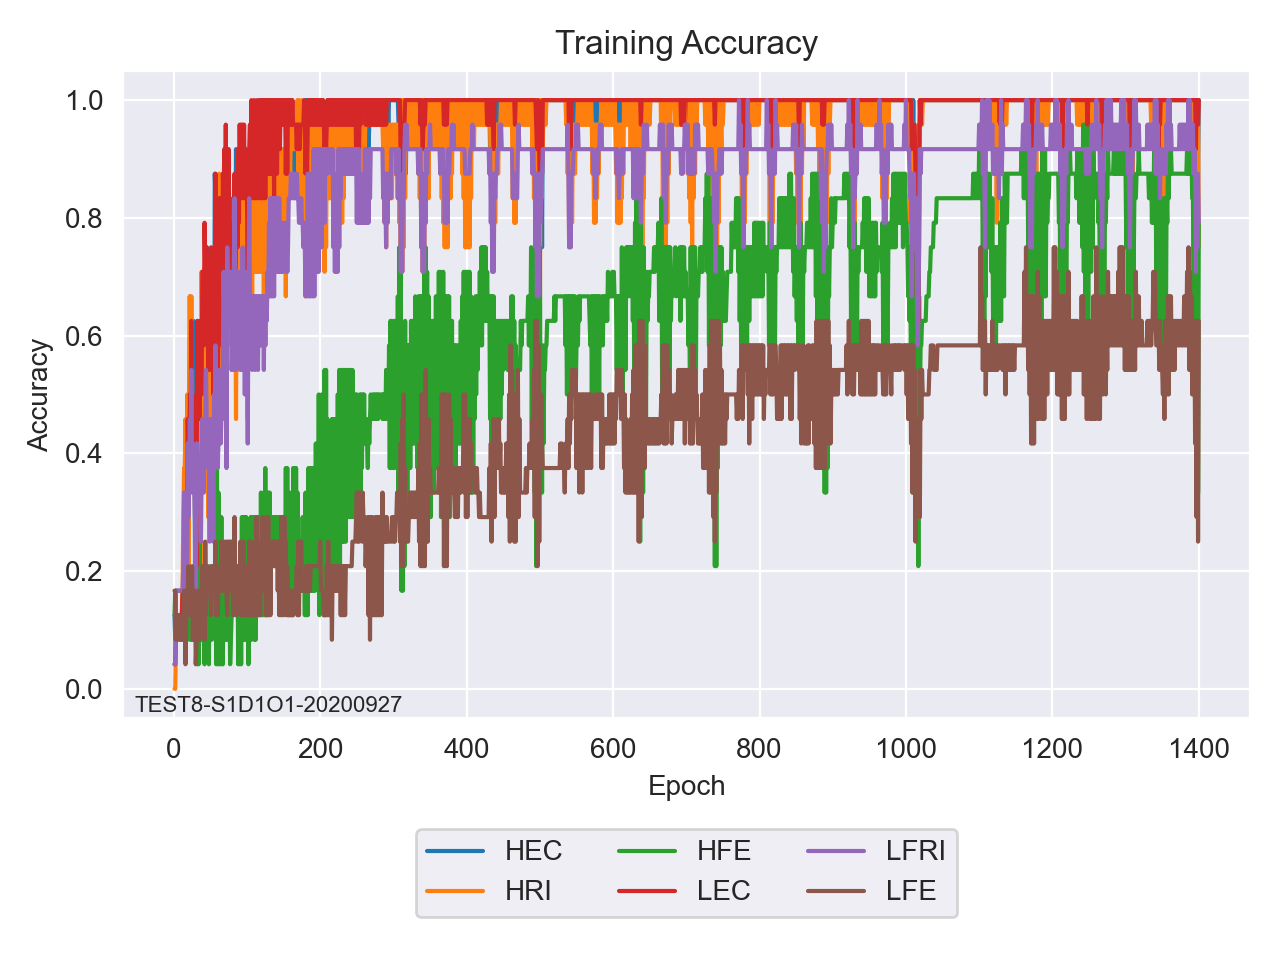 Training Accuracy
1.0
0.8
0.6
0.4
0.2
0.0
Accuracy
TEST8-S1D1O1-20200927
0 200 400 600 800 1000 1200 1400
Epoch
HEC HFE LFRI
HRI LEC LFE